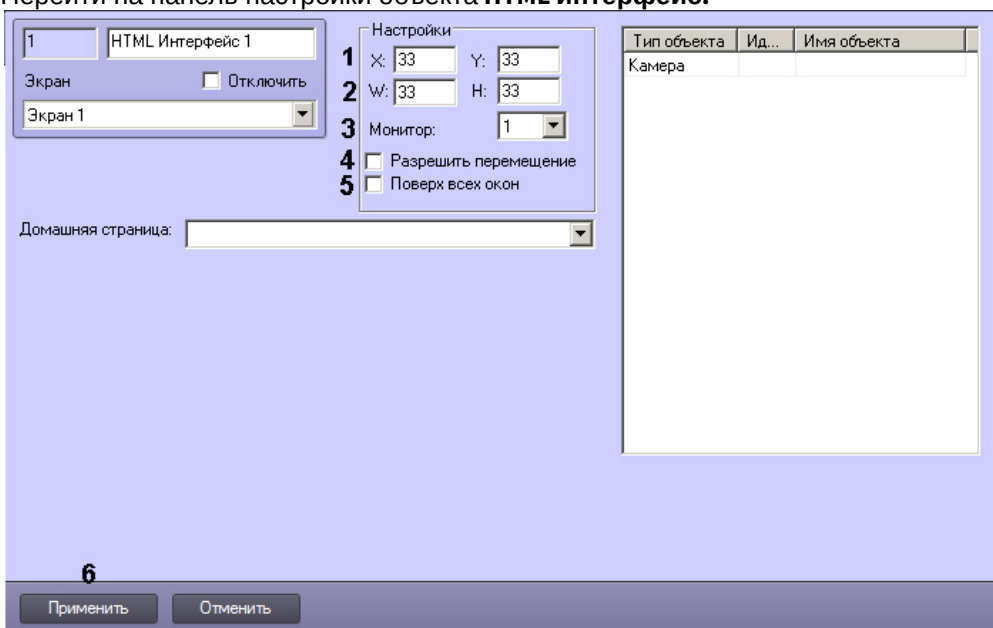 Перейти на панель настройки объекта HTML интерфейс.
1 HTML Интерфейс 1
Экран Отключить
Экран 1
Настройки
1 X: 33 Y: 33
2 W: 33 H: 33
3 Монитор: 1
4 Разрешить перемещение
5 Поверх всех окон
Домашняя страница:
Тип объекта Ид... Имя объекта
Камера
6
Применить Отменить